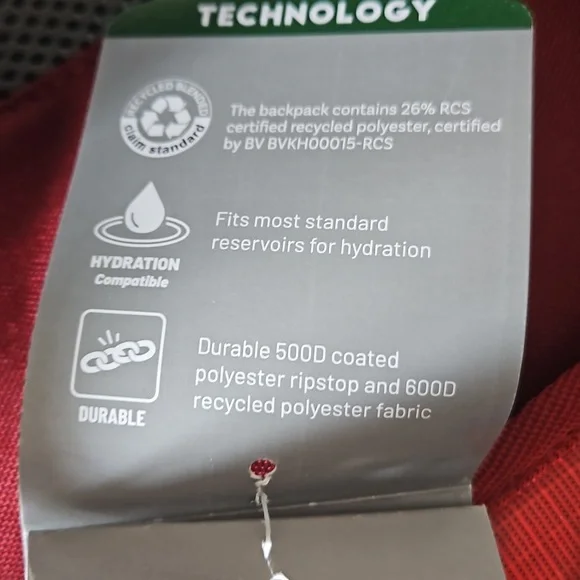 TECHNOLOGY
RECYCLED BLENDED
claim standard
The backpack contains 26% RCS
certified recycled polyester, certified
by BV BVKH00015-RCS
HYDRATION
Compatible
Fits most standard
reservoirs for hydration
DURABLE
Durable 500D coated
polyester ripstop and 600D
recycled polyester fabric